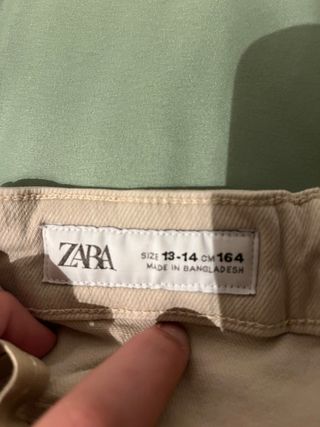 ZARA
SIZE 13-14 CM 164
MADE IN BANGLADESH